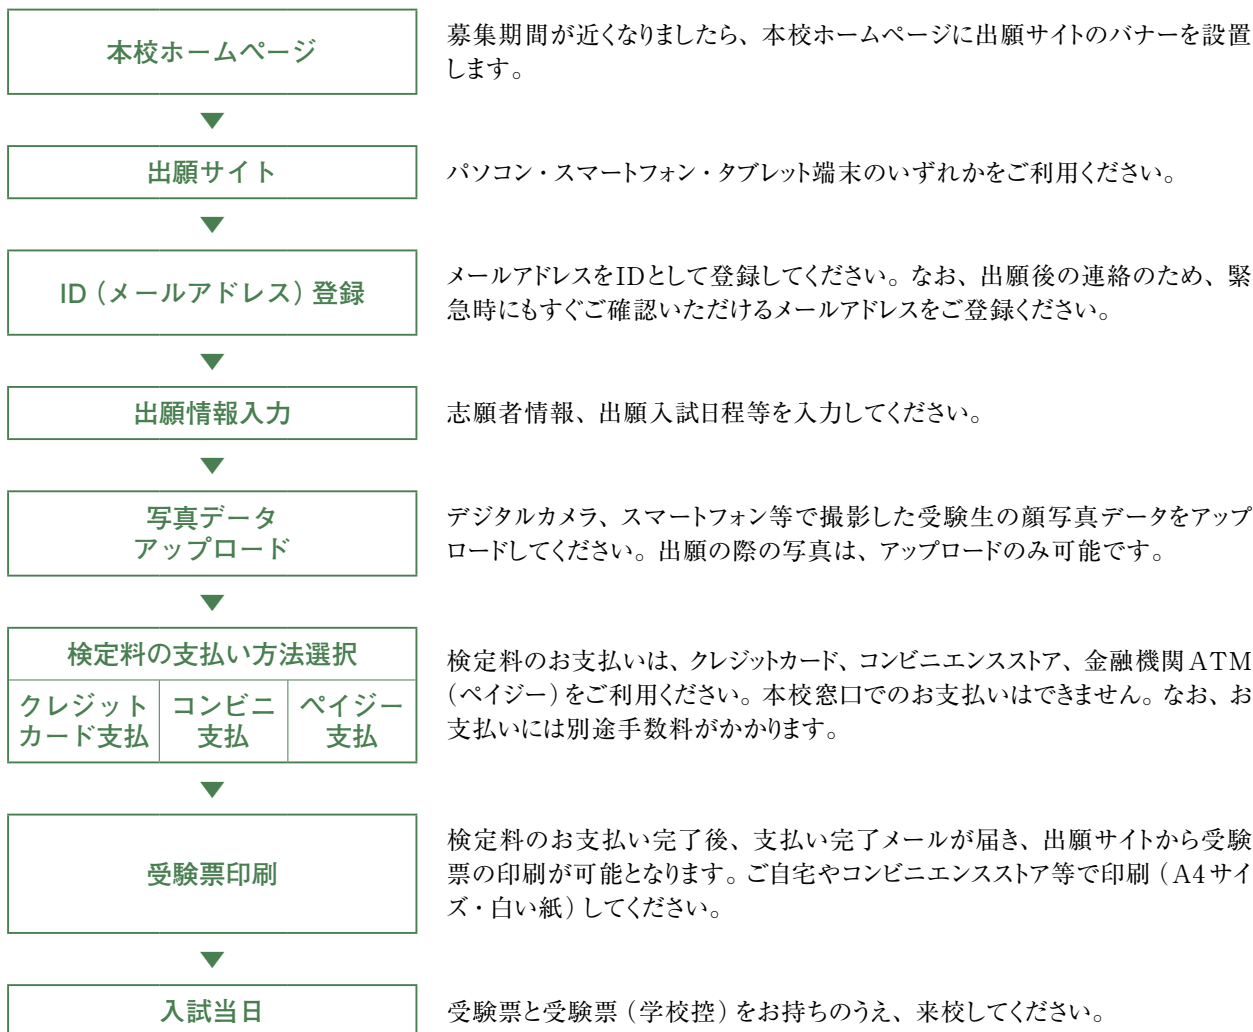 本校ホームページ
募集期間が近くなりましたら、本校ホームページに出願サイトのバナーを設置
します。
▼
出願サイト
パソコン・スマートフォン・タブレット端末のいずれかをご利用ください。
▼
ID（メールアドレス）登録
メールアドレスをIDとして登録してください。なお、出願後の連絡のため、緊
急時にもすぐご確認いただけるメールアドレスをご登録ください。
▼
出願情報入力
志願者情報、出願入試日程等を入力してください。
▼
写真データ
アップロード
デジタルカメラ、スマートフォン等で撮影した受験生の顔写真データをアップ
ロードしてください。出願の際の写真は、アップロードのみ可能です。
▼
検定料の支払い方法選択
クレジット
カード支払
コンビニ
支払
ペイジー
支払
検定料のお支払いは、クレジットカード、コンビニエンスストア、金融機関ATM
（ペイジー）をご利用ください。本校窓口でのお支払いはできません。なお、お
支払いには別途手数料がかかります。
▼
受験票印刷
検定料のお支払い完了後、支払い完了メールが届き、出願サイトから受験
票の印刷が可能となります。ご自宅やコンビニエンスストア等で印刷（A4サイ
ズ・白い紙）してください。
▼
入試当日
受験票と受験票（学校控）をお持ちのうえ、来校してください。